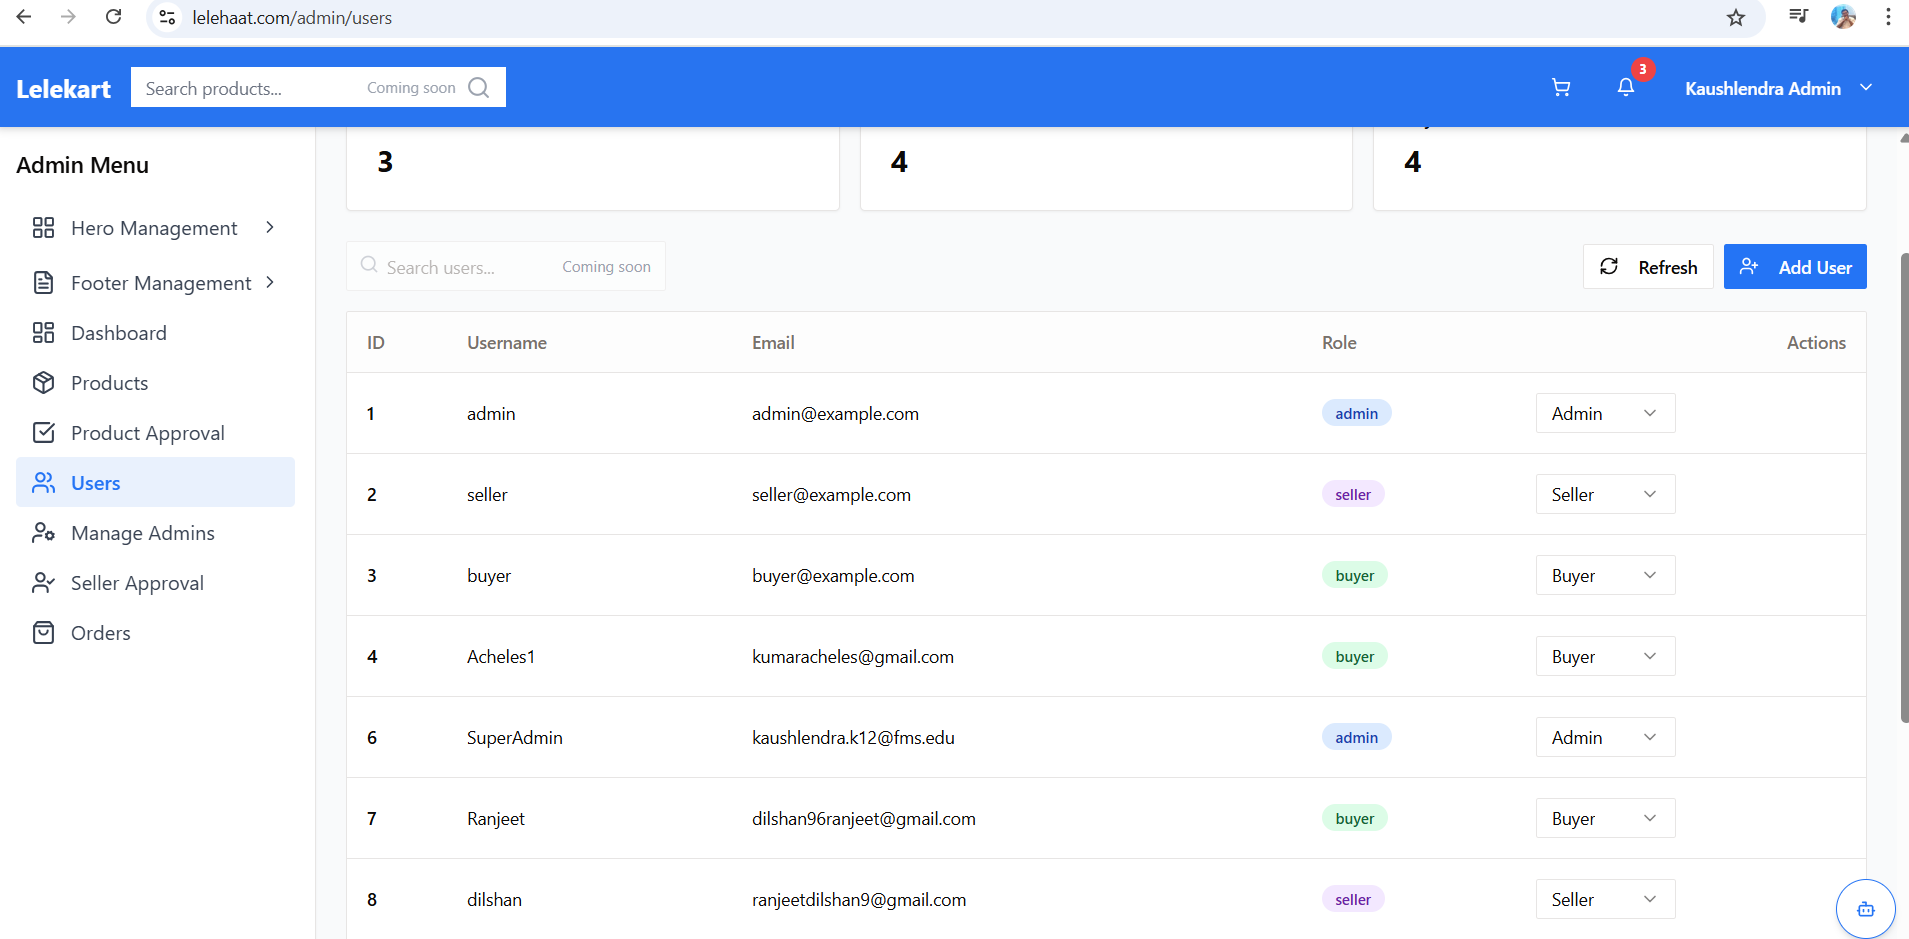 lelehaat.com/admin/users
Lelekart
Search products... Coming soon
3
Kaushlendra Admin
Admin Menu
Hero Management
Footer Management
Dashboard
Products
Product Approval
Users
Manage Admins
Seller Approval
Orders
3 4 4
Search users... Coming soon
Refresh
Add User
ID Username Email Role Actions
1 admin admin@example.com admin Admin
2 seller seller@example.com seller Seller
3 buyer buyer@example.com buyer Buyer
4 Acheles1 kumaracheles@gmail.com buyer Buyer
6 SuperAdmin kaushlendra.k12@fms.edu admin Admin
7 Ranjeet dilshan96ranjeet@gmail.com buyer Buyer
8 dilshan ranjeetdilshan9@gmail.com seller Seller